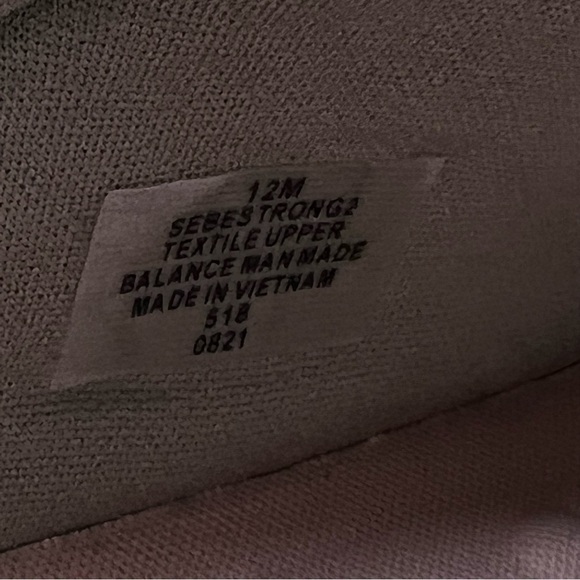 12M
SEBESTRONG2
TEXTILE UPPER
BALANCE MAN MADE
MADE IN VIETNAM
518
0821